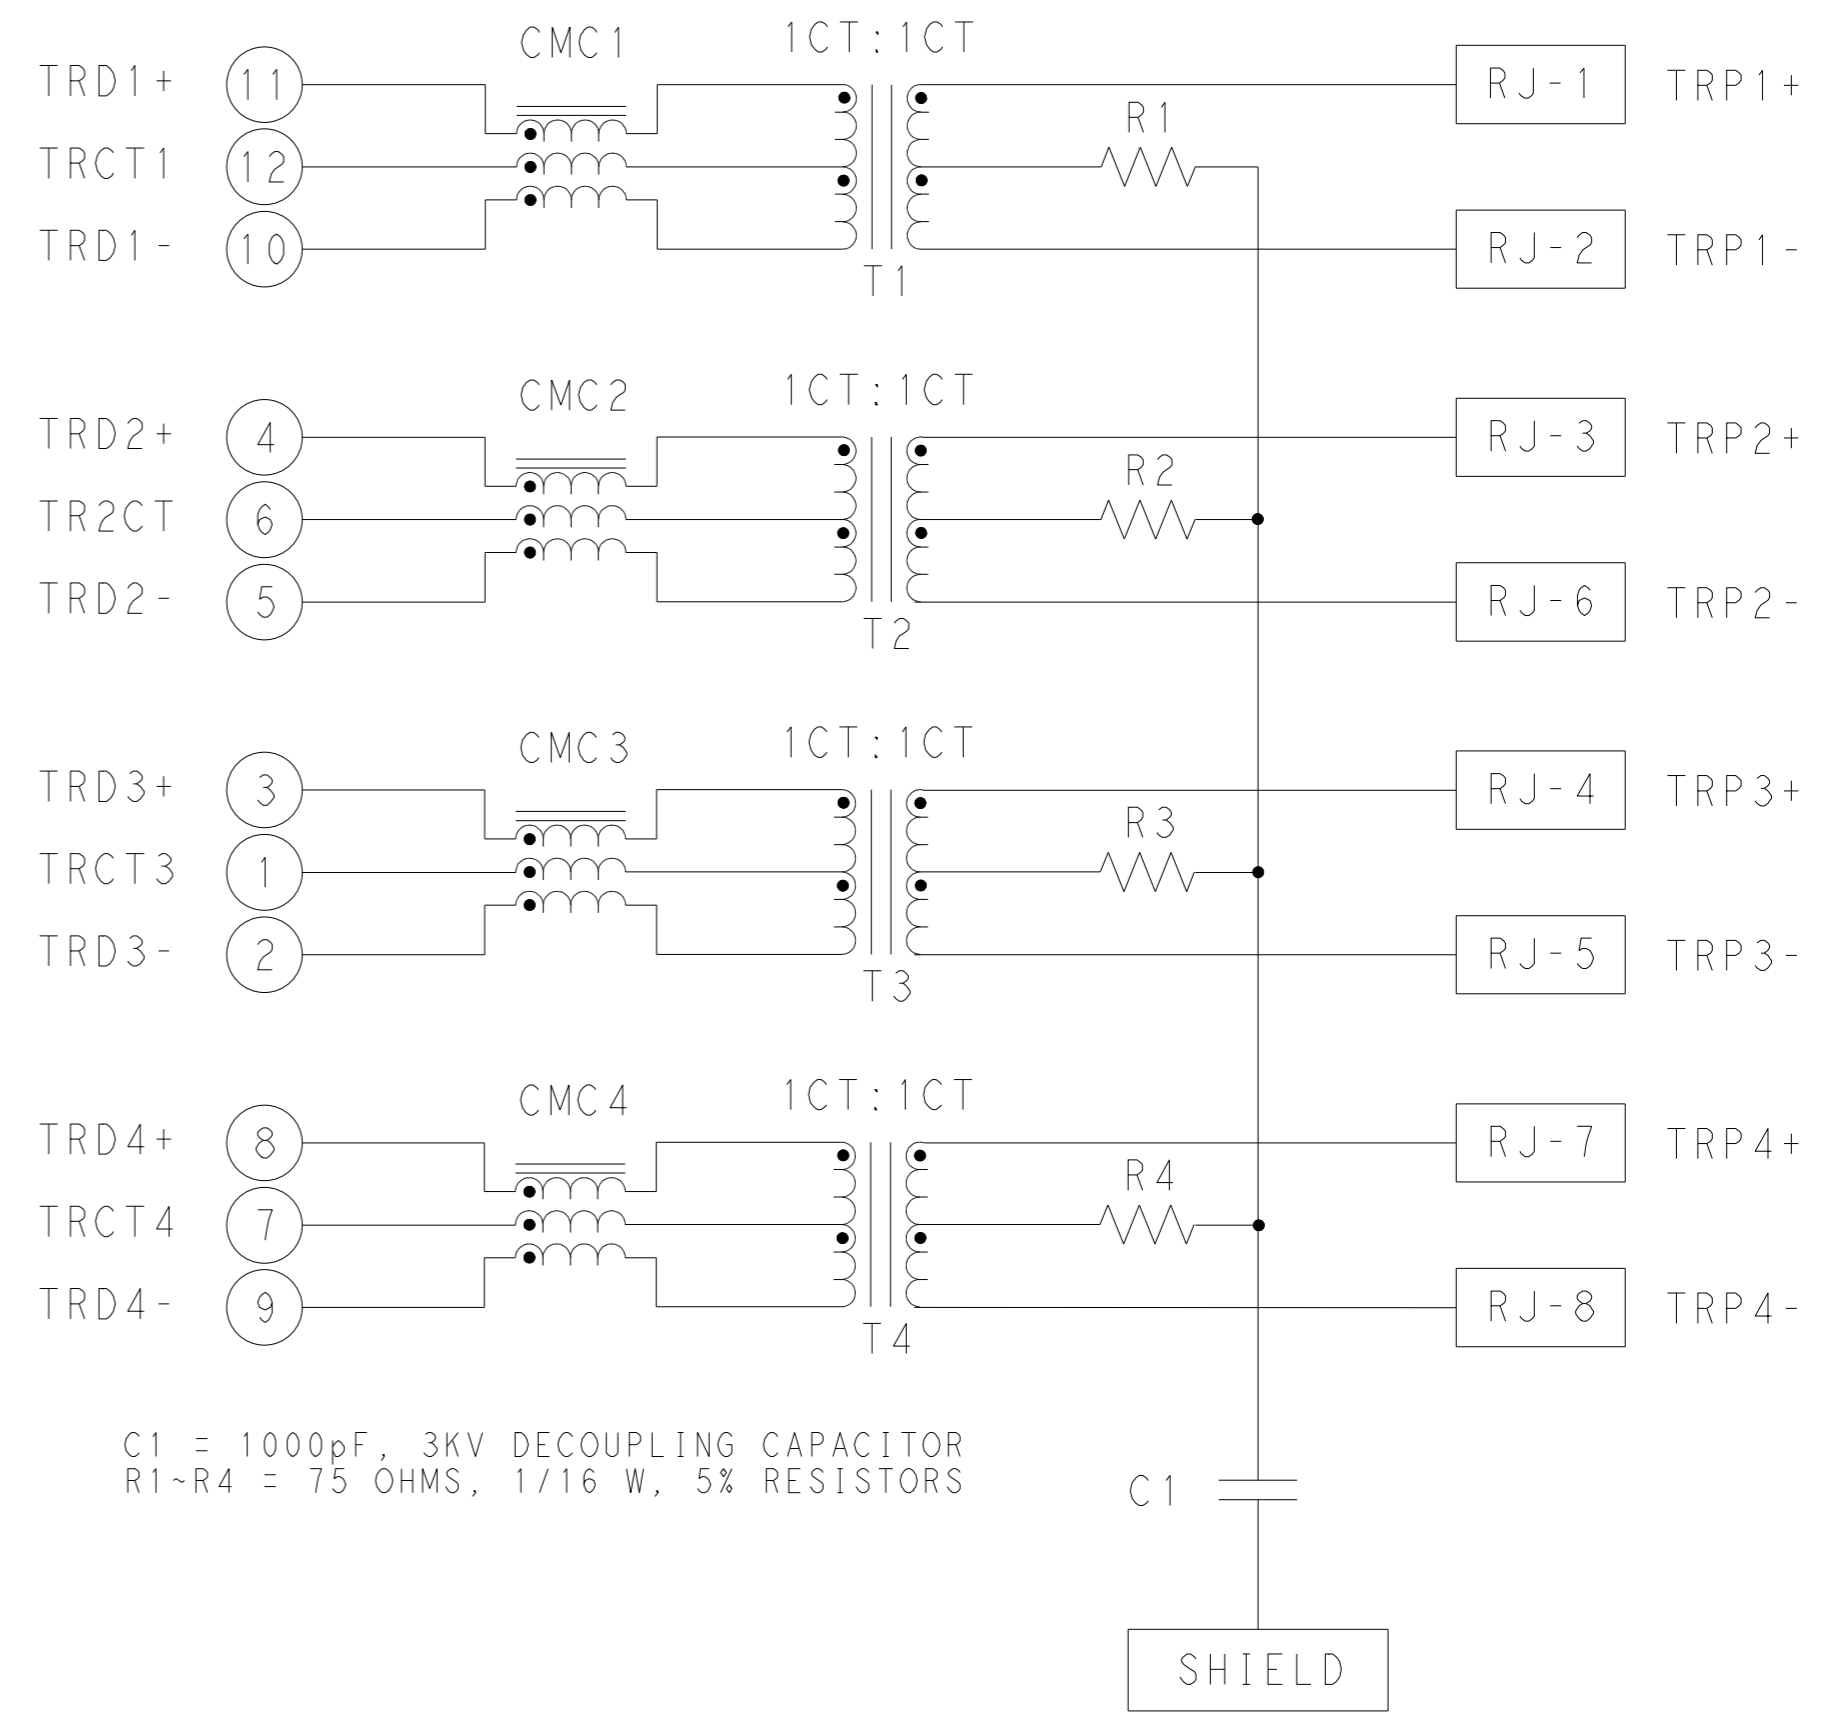 CMC1 1CT:1CT
TRD1+ 11 RJ-1 TRP1+
R1
TRCT1 12
TRD1- 10 RJ-2 TRP1-
T1
CMC2 1CT:1CT
TRD2+ 4 RJ-3 TRP2+
R2
TR2CT 6
TRD2- 5 RJ-6 TRP2-
T2
CMC3 1CT:1CT
TRD3+ 3 RJ-4 TRP3+
R3
TRCT3 1
TRD3- 2 RJ-5 TRP3-
T3
CMC4 1CT:1CT
TRD4+ 8 RJ-7 TRP4+
R4
TRCT4 7
TRD4- 9 RJ-8 TRP4-
T4
C1 = 1000pF, 3KV DECOUPLING CAPACITOR
R1~R4 = 75 OHMS, 1/16 W, 5% RESISTORS
C1
SHIELD